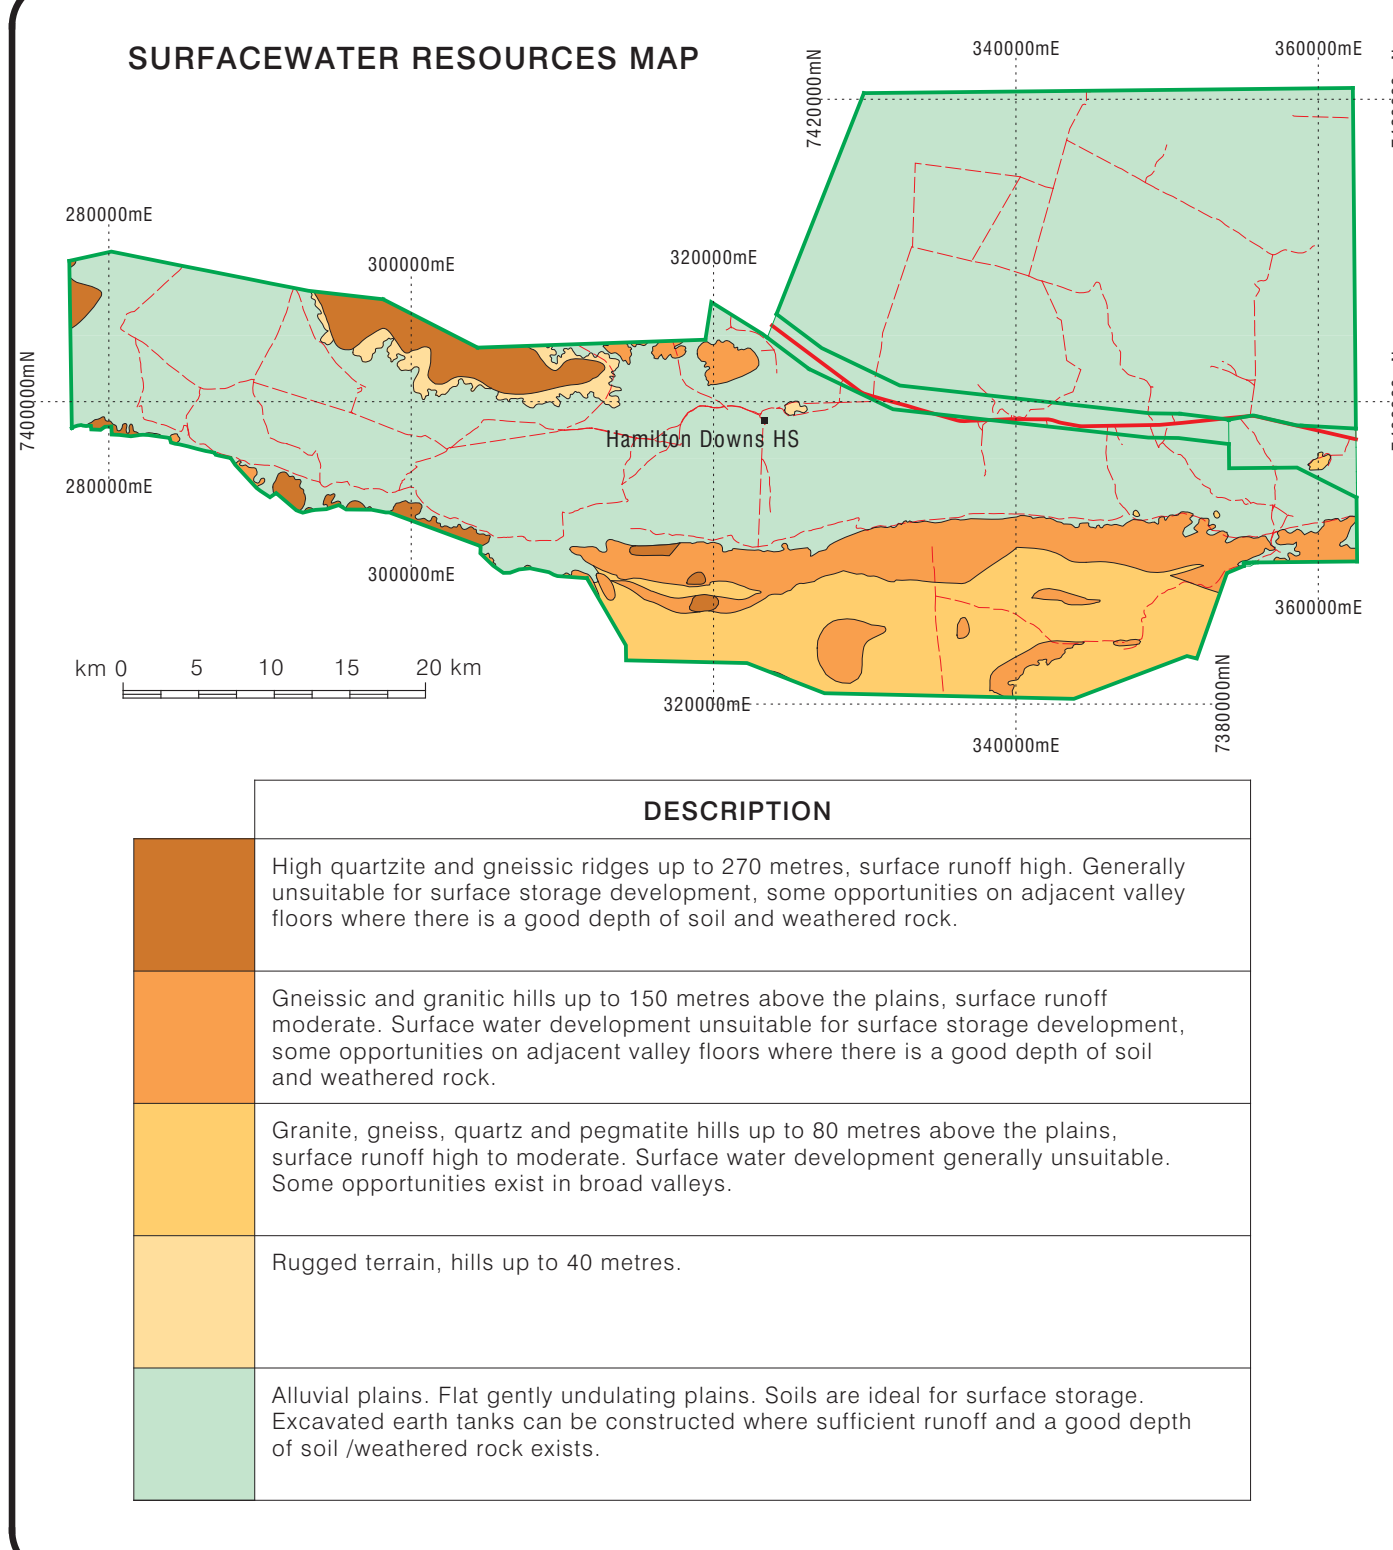 SURFACEWATER RESOURCES MAP
340000mE
360000mE
7420000mN
280000mE
300000mE
320000mE
7400000mN
Hamilton Downs HS
280000mE
300000mE
360000mE
km 0 5 10 15 20 km
320000mE
7380000mN
340000mE
DESCRIPTION
High quartzite and gneissic ridges up to 270 metres, surface runoff high. Generally
unsuitable for surface storage development, some opportunities on adjacent valley
floors where there is a good depth of soil and weathered rock.
Gneissic and granitic hills up to 150 metres above the plains, surface runoff
moderate. Surface water development unsuitable for surface storage development,
some opportunities on adjacent valley floors where there is a good depth of soil
and weathered rock.
Granite, gneiss, quartz and pegmatite hills up to 80 metres above the plains,
surface runoff high to moderate. Surface water development generally unsuitable.
Some opportunities exist in broad valleys.
Rugged terrain, hills up to 40 metres.
Alluvial plains. Flat gently undulating plains. Soils are ideal for surface storage.
Excavated earth tanks can be constructed where sufficient runoff and a good depth
of soil /weathered rock exists.